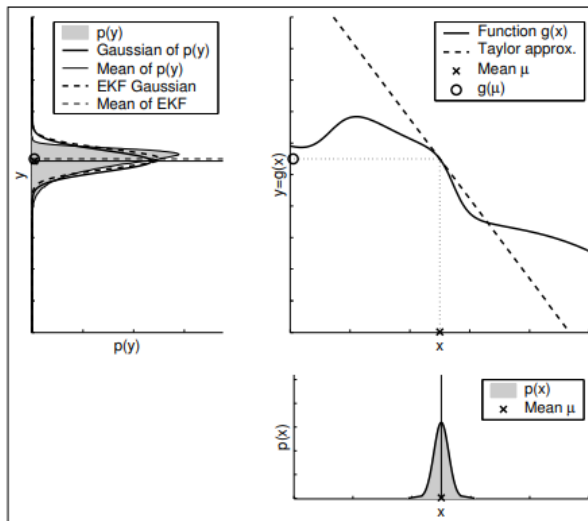 p(y)
Gaussian of p(y)
Mean of p(y)
EKF Gaussian
Mean of EKF
y
p(y)
Function g(x)
Taylor approx.
Mean μ
g(μ)
y=g(x)
x
p(x)
Mean μ
p(x)
x